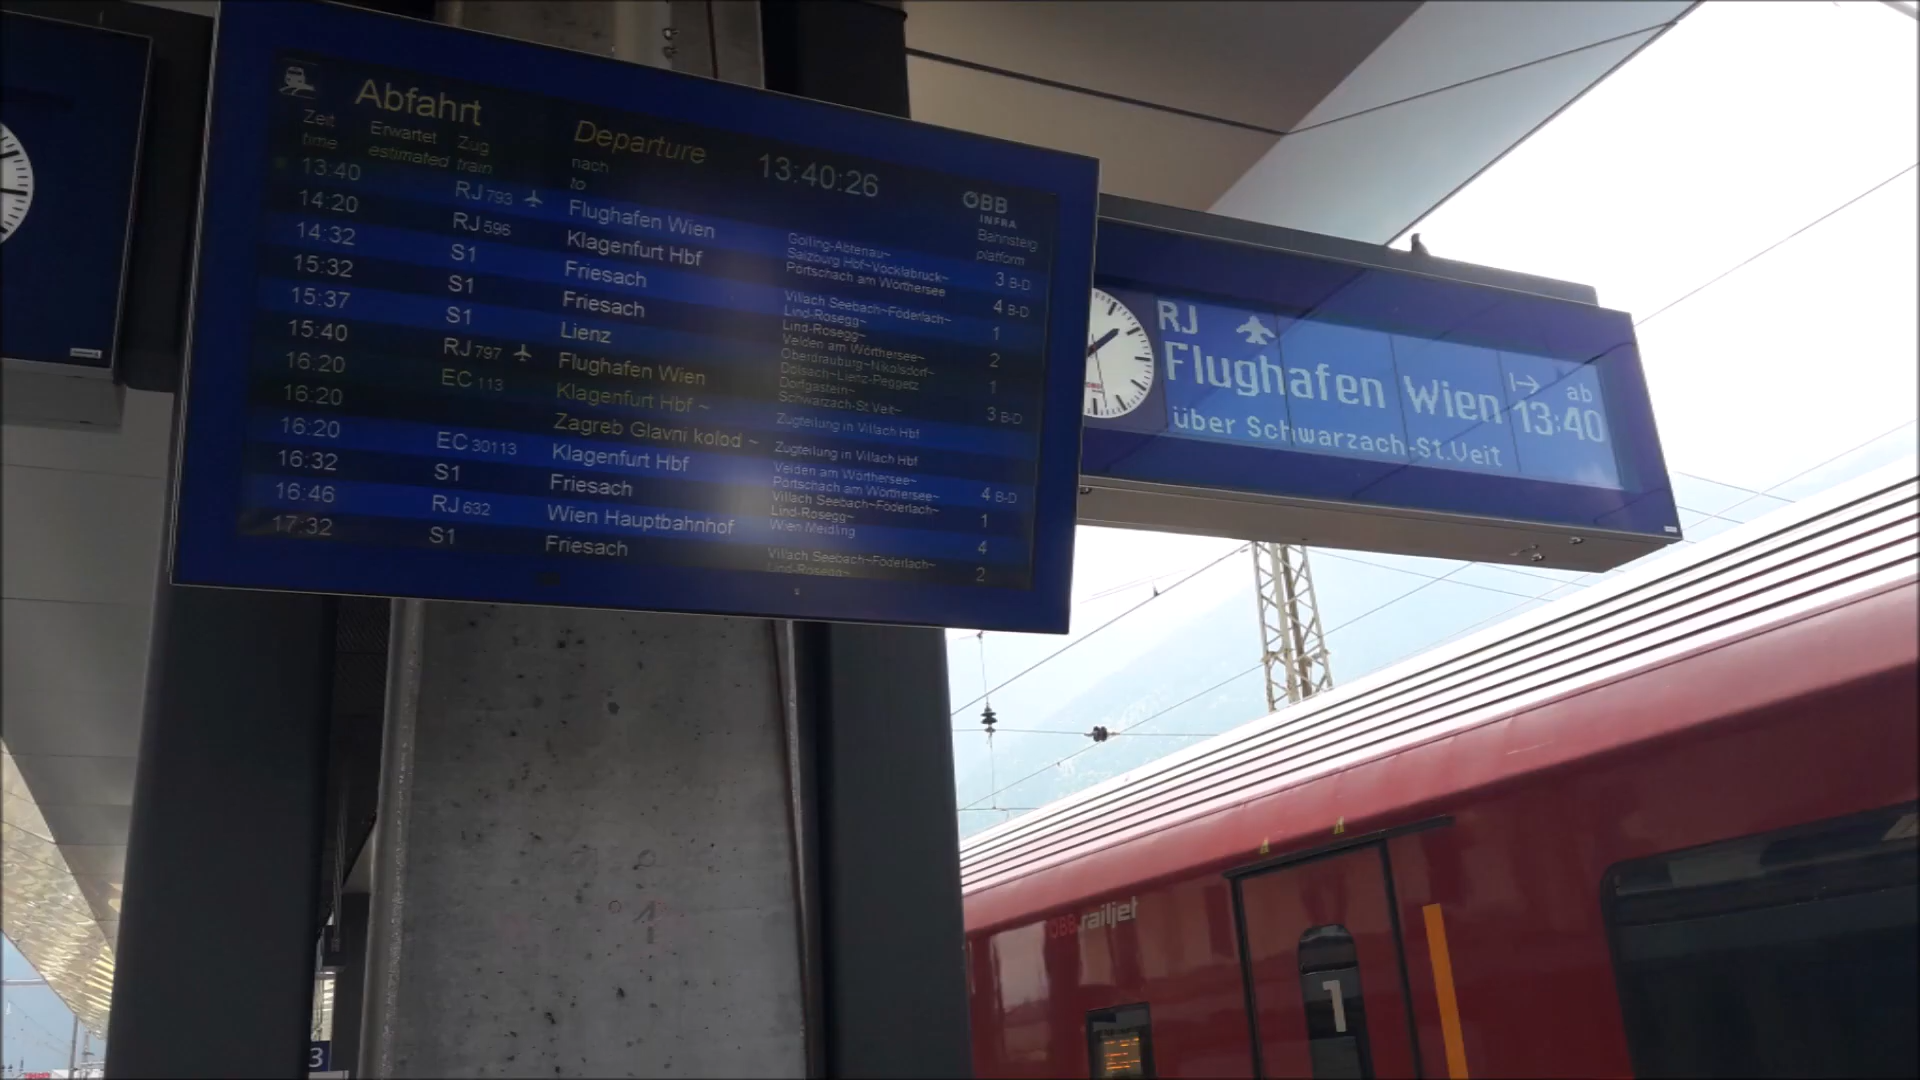 Abfahrt Departure 13:40:26
ÖBB
INFRA
Zeit Erwartet Zug nach Bahnsteig
time estimated train to platform
13:40 RJ 793 Flughafen Wien Golling-Abtenau~ Salzburg Hbf~Vöcklabruck~ 3 B-D
14:20 RJ 596 Klagenfurt Hbf Pörtschach am Wörthersee 4 B-D
14:32 S1 Friesach Villach Seebach~Föderlach~ Lind-Rosegg~ 1
15:32 S1 Friesach Lind-Rosegg~ Velden am Wörthersee~ 2
15:37 S1 Lienz Oberdrauburg~Nikolsdorf~ Dölsach~Lienz-Peggetz 1
15:40 RJ 797 Flughafen Wien Dorfgastein~ Schwarzach-St.Veit~ 3 B-D
16:20 EC 113 Klagenfurt Hbf ~ Zugteilung in Villach Hbf
16:20 Zagreb Glavni kolod ~ Zugteilung in Villach Hbf
16:20 EC 30113 Klagenfurt Hbf Velden am Wörthersee~ Pörtschach am Wörthersee~ 4 B-D
16:32 S1 Friesach Villach Seebach~Föderlach~ Lind-Rosegg~ 1
16:46 RJ 632 Wien Hauptbahnhof Wien Meidling 4
17:32 S1 Friesach Villach Seebach~Föderlach~ Lind-Rosegg~ 2
RJ
Flughafen Wien ab 13:40
über Schwarzach-St.Veit
ÖBB railjet
1
3